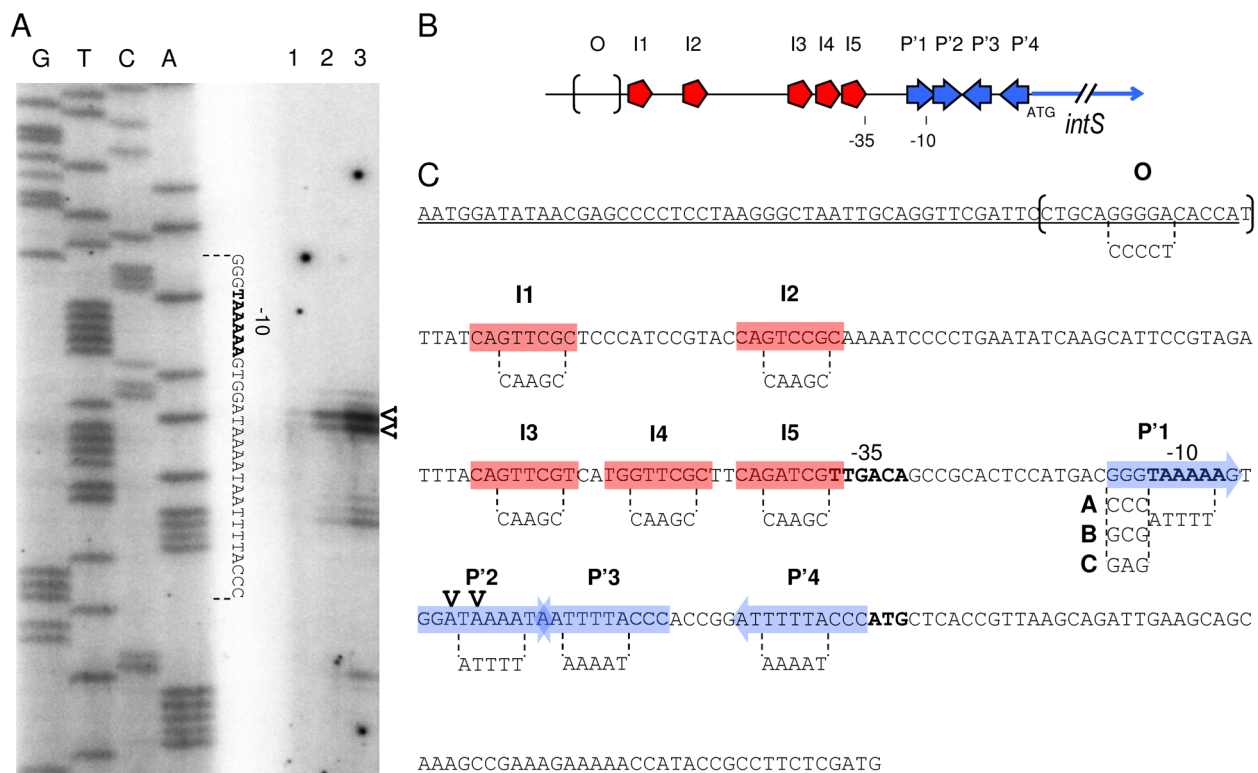 A
G T C A 1 2 3
GGGTAAAAAGTGGATAAAATAATTTTACCC
-10
V
V
B
O I1 I2 I3 I4 I5 P'1 P'2 P'3 P'4
ATG
intS
-35 -10
C
O
AATGGATATAACGAGCCCCTCCTAAGGGCTAATTGCAGGTTCGATTCCTGCAGGGGACACCAT
CCCCT
I1 I2
TTATCAGTTCGCTCCCATCCGTACCAGTCCGCAAAATCCCCTGAATATCAAGCATTCCGTAGA
CAAGC CAAGC
I3 I4 I5 -35 P'1 -10
TTTACAGTTCGTCATGGTTCGCTTCAGATCGTTGACAGCCGCACTCCATGACGGGTAAAAAGT
CAAGC CAAGC CAAGC A CCC ATTTT
B GCG
C GAG
P'2 P'3 P'4
V V
GGATAAAATAATTTTACCCACCGGATTTTTACCCATGCTCACCGTTAAGCAGATTGAAGCAGC
ATTTT AAAAT AAAAT
AAAGCCGAAAGAAAAACCATACCGCCTTCTCGATG